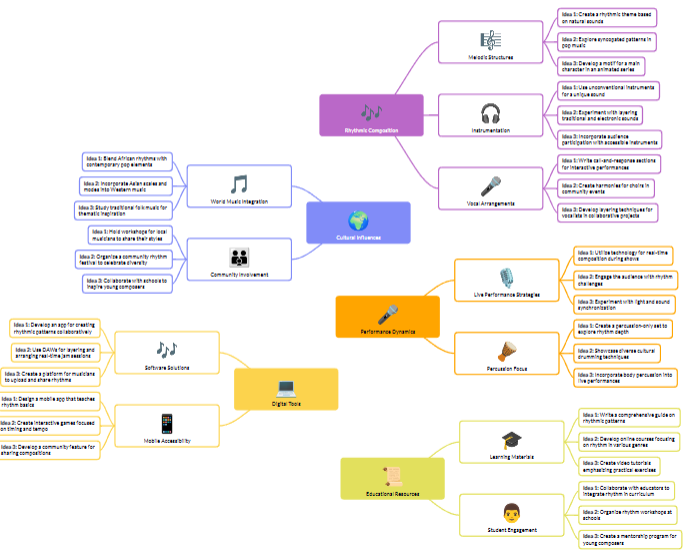 Rhythmic Composition
Melodic Structures
Idea 1: Create a rhythmic theme based
on natural sounds
Idea 2: Explore syncopated patterns in
pop music
Idea 3: Develop a motif for a main
character in an animated series
Instrumentation
Idea 1: Use unconventional instruments
for a unique sound
Idea 2: Experiment with layering
traditional and electronic sounds
Idea 3: Incorporate audience
participation with accessible instruments
Vocal Arrangements
Idea 1: Write call-and-response sections
for interactive performances
Idea 2: Create harmonies for choirs in
community events
Idea 3: Develop layering techniques for
vocalists in collaborative projects
Cultural Influences
World Music Integration
Idea 1: Blend African rhythms with
contemporary pop elements
Idea 2: Incorporate Asian scales and
modes into Western music
Idea 3: Study traditional folk music for
thematic inspiration
Community Involvement
Idea 1: Hold workshops for local
musicians to share their styles
Idea 2: Organize a community rhythm
festival to celebrate diversity
Idea 3: Collaborate with schools to
inspire young composers
Performance Dynamics
Live Performance Strategies
Idea 1: Utilize technology for real-time
composition during shows
Idea 2: Engage the audience with rhythm
challenges
Idea 3: Experiment with light and sound
synchronization
Percussion Focus
Idea 1: Create a percussion-only set to
explore rhythm depth
Idea 2: Showcase diverse cultural
drumming techniques
Idea 3: Incorporate body percussion into
live performances
Digital Tools
Software Solutions
Idea 1: Develop an app for creating
rhythmic patterns collaboratively
Idea 2: Use DAWs for layering and
arranging real-time jam sessions
Idea 3: Create a platform for musicians
to upload and share rhythms
Mobile Accessibility
Idea 1: Design a mobile app that teaches
rhythm basics
Idea 2: Create interactive games focused
on timing and tempo
Idea 3: Develop a community feature for
sharing compositions
Educational Resources
Learning Materials
Idea 1: Write a comprehensive guide on
rhythmic patterns
Idea 2: Develop online courses focusing
on rhythm in various genres
Idea 3: Create video tutorials
emphasizing practical exercises
Student Engagement
Idea 1: Collaborate with educators to
integrate rhythm in curriculum
Idea 2: Organize rhythm workshops at
schools
Idea 3: Create a mentorship program for
young composers